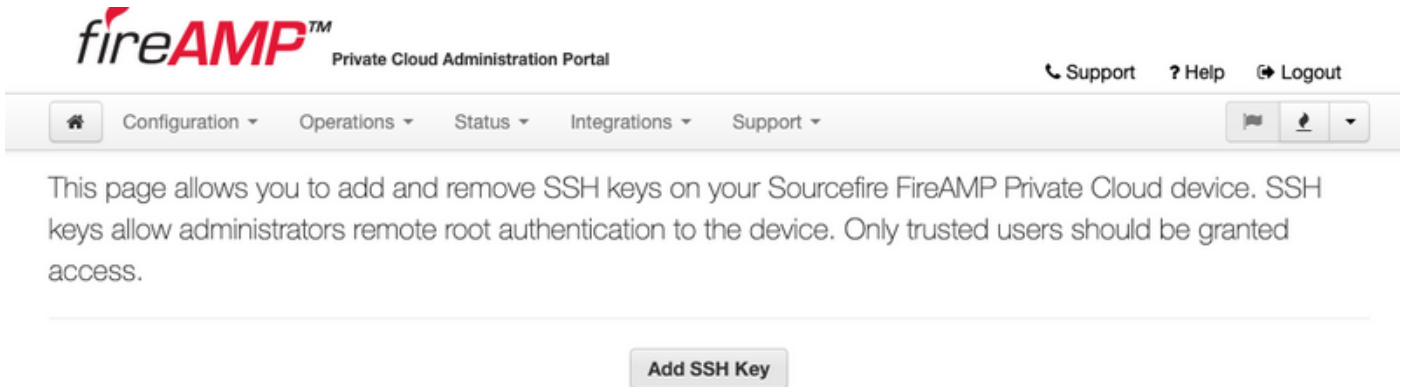 fireAMP™
Private Cloud Administration Portal
Support ? Help Logout
Configuration Operations Status Integrations Support
This page allows you to add and remove SSH keys on your Sourcefire FireAMP Private Cloud device. SSH
keys allow administrators remote root authentication to the device. Only trusted users should be granted
access.
Add SSH Key